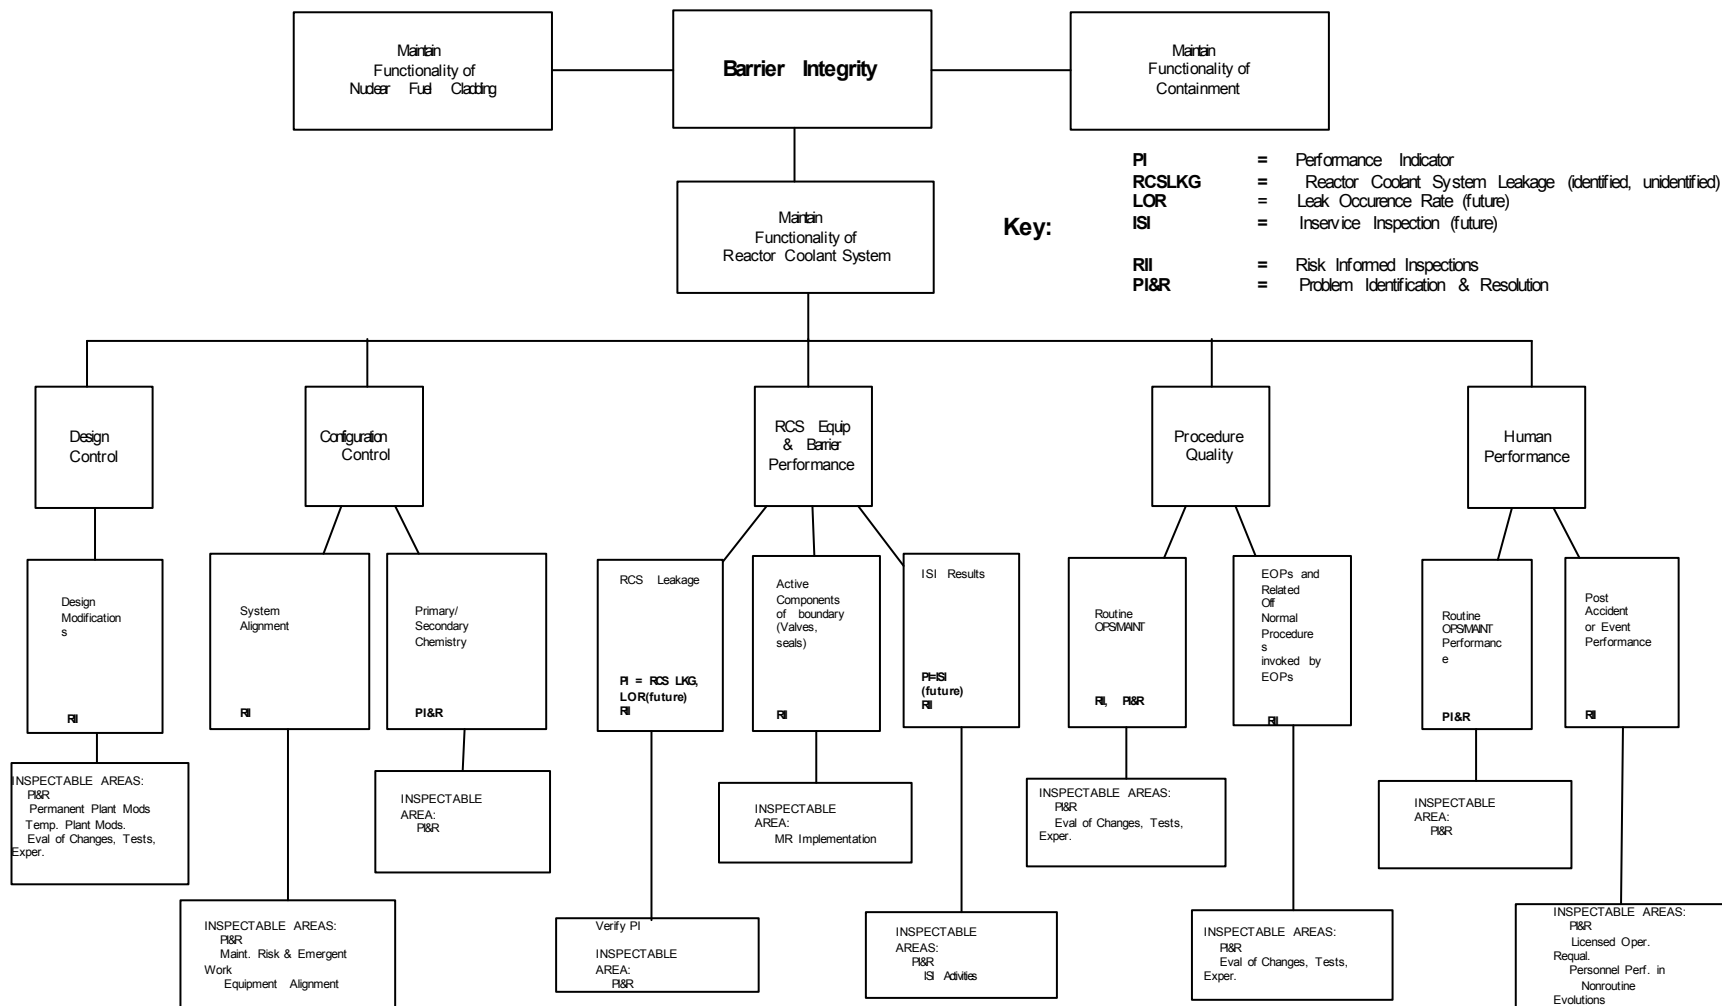 Maintain
Functionality of
Nuclear Fuel Cladding
Barrier Integrity
Maintain
Functionality of
Containment
Maintain
Functionality of
Reactor Coolant System
Key:
PI = Performance Indicator
RCSLKG = Reactor Coolant System Leakage (identified, unidentified)
LOR = Leak Occurence Rate (future)
ISI = Inservice Inspection (future)
RII = Risk Informed Inspections
PI&R = Problem Identification & Resolution
Design
Control
Configuration
Control
RCS Equip
& Barrier
Performance
Procedure
Quality
Human
Performance
Design
Modification
s
RII
System
Alignment
RII
Primary/
Secondary
Chemistry
PI&R
RCS Leakage
PI = RCS LKG,
LOR(future)
RII
Active
Components
of boundary
(Valves,
seals)
RII
ISI Results
PI=ISI
(future)
RII
Routine
OPS/MAINT
RII, PI&R
EOPs and
Related
Off
Normal
Procedure
s
invoked by
EOPs
RII
Routine
OPS/MAINT
Performanc
e
PI&R
Post
Accident
or Event
Performance
RII
INSPECTABLE AREAS:
PI&R
Permanent Plant Mods
Temp. Plant Mods.
Eval of Changes, Tests,
Exper.
INSPECTABLE AREAS:
PI&R
Maint. Risk & Emergent
Work
Equipment Alignment
INSPECTABLE
AREA:
PI&R
Verify PI
INSPECTABLE
AREA:
PI&R
INSPECTABLE
AREA:
MR Implementation
INSPECTABLE
AREAS:
PI&R
ISI Activities
INSPECTABLE AREAS:
PI&R
Eval of Changes, Tests,
Exper.
INSPECTABLE AREAS:
PI&R
Eval of Changes, Tests,
Exper.
INSPECTABLE
AREA:
PI&R
INSPECTABLE AREAS:
PI&R
Licensed Oper.
Requal.
Personnel Perf. in
Nonroutine
Evolutions